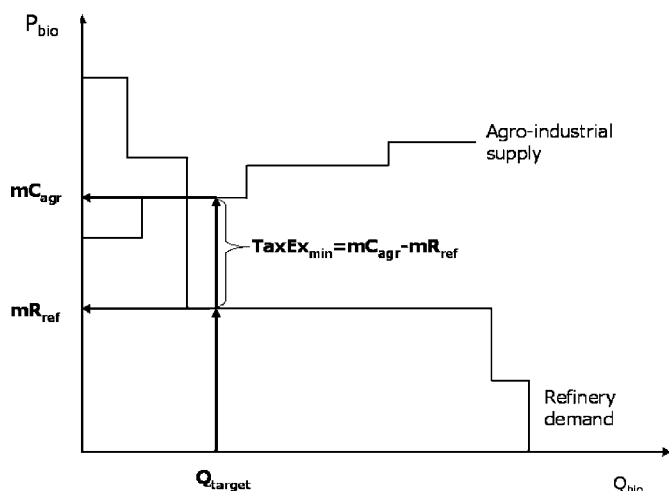 P_bio
Agro-industrial
supply
mC_agr
TaxEx_min=mC_agr-mR_ref
mR_ref
Refinery
demand
Q_target
Q_bio